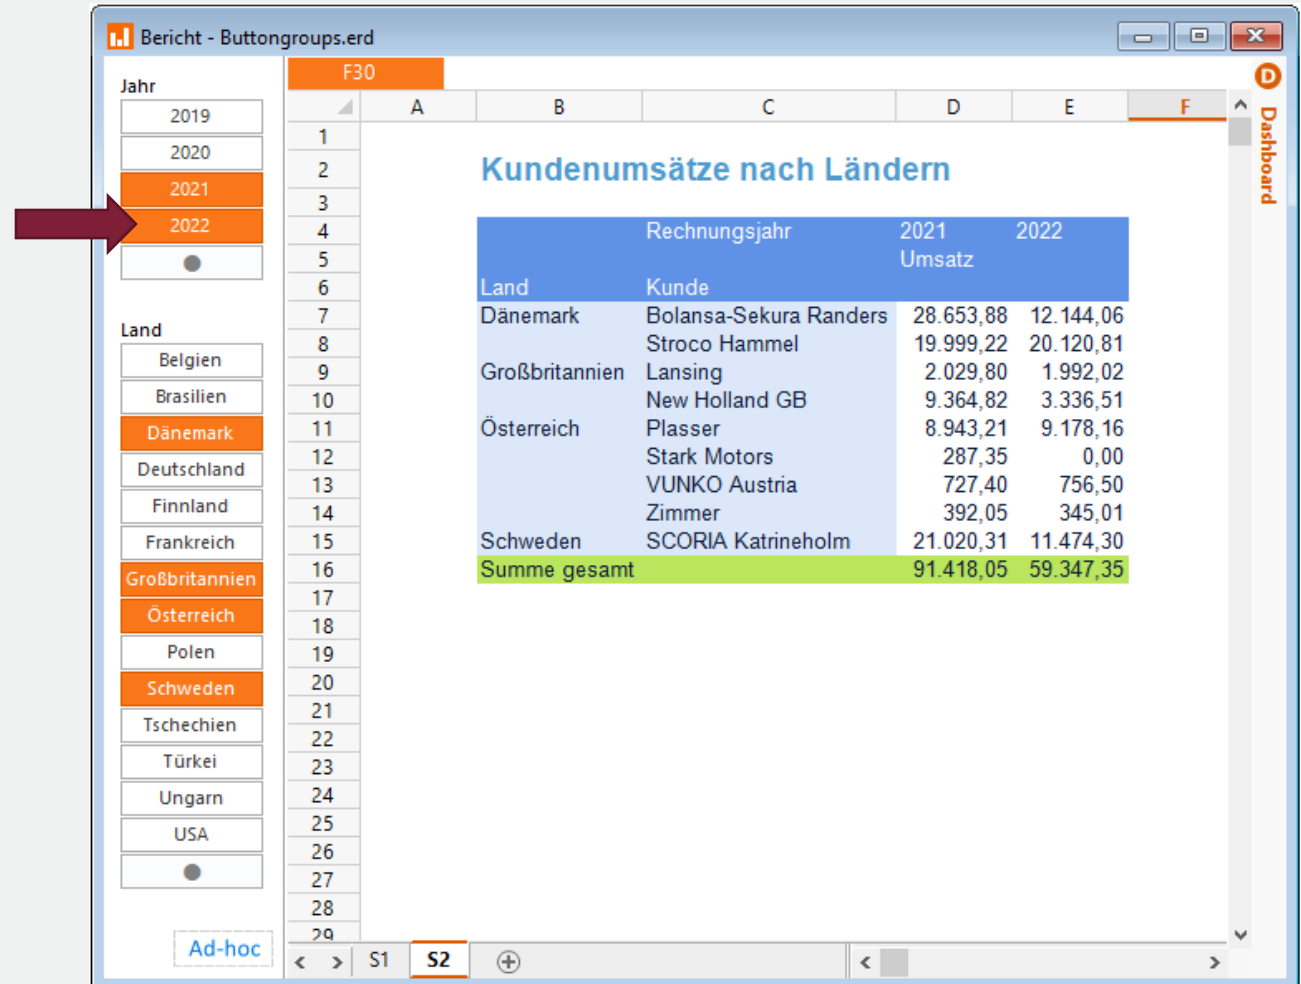 Bericht - Buttongroups.erd
Jahr
2019
2020
2021
2022
Land
Belgien
Brasilien
Dänemark
Deutschland
Finnland
Frankreich
Großbritannien
Österreich
Polen
Schweden
Tschechien
Türkei
Ungarn
USA
Ad-hoc
F30
A B C D E F
1
2 Kundenumsätze nach Ländern
3
4 Rechnungsjahr 2021 2022
5 Umsatz
6 Land Kunde
7 Dänemark Bolansa-Sekura Randers 28.653,88 12.144,06
8 Stroco Hammel 19.999,22 20.120,81
9 Großbritannien Lansing 2.029,80 1.992,02
10 New Holland GB 9.364,82 3.336,51
11 Österreich Plasser 8.943,21 9.178,16
12 Stark Motors 287,35 0,00
13 VUNKO Austria 727,40 756,50
14 Zimmer 392,05 345,01
15 Schweden SCORIA Katrineholm 21.020,31 11.474,30
16 Summe gesamt 91.418,05 59.347,35
17
18
19
20
21
22
23
24
25
26
27
28
29
S1 S2
D Dashboard